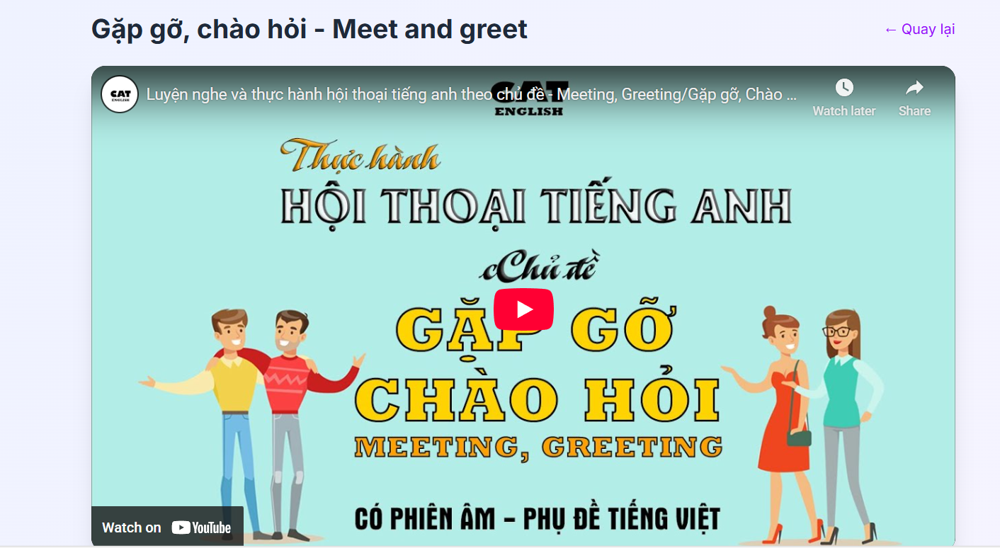 Gặp gỡ, chào hỏi - Meet and greet
← Quay lại
CAT
ENGLISH
Luyện nghe và thực hành hội thoại tiếng anh theo chủ đề - Meeting, Greeting/Gặp gỡ, Chào ...
Watch later
Share
CAT
ENGLISH
Thực hành
HỘI THOẠI TIẾNG ANH
Chủ đề
GẶP GỠ
CHÀO HỎI
MEETING, GREETING
CÓ PHIÊN ÂM – PHỤ ĐỀ TIẾNG VIỆT
Watch on YouTube